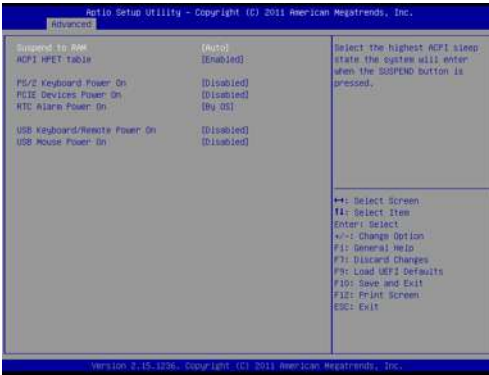 Aptio Setup Utility - Copyright (C) 2011 American Megatrends, Inc.
Advanced
Suspend to RAM [Auto]
ACPI HPET table [Enabled]
PS/2 Keyboard Power On [Disabled]
PCIE Devices Power On [Disabled]
RTC Alarm Power On [By OS]
USB Keyboard/Remote Power On [Disabled]
USB Mouse Power On [Disabled]
Select the highest ACPI sleep
state the system will enter
when the SUSPEND button is
pressed.
↔: Select Screen
↑↓: Select Item
Enter: Select
+/-: Change Option
F1: General Help
F7: Discard Changes
F9: Load UEFI Defaults
F10: Save and Exit
F12: Print Screen
ESC: Exit
Version 2.15.1236. Copyright (C) 2011 American Megatrends, Inc.